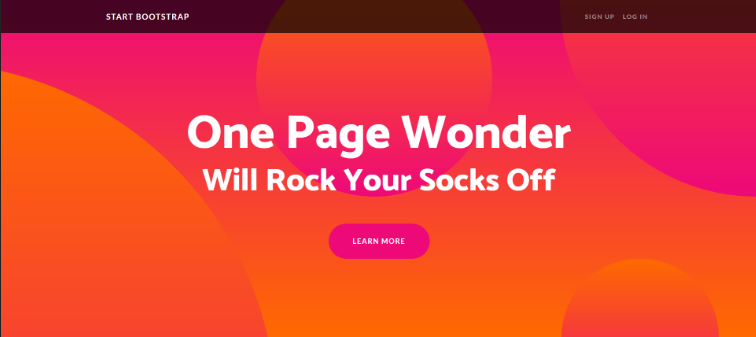 START BOOTSTRAP
SIGN UP LOG IN
One Page Wonder
Will Rock Your Socks Off
LEARN MORE